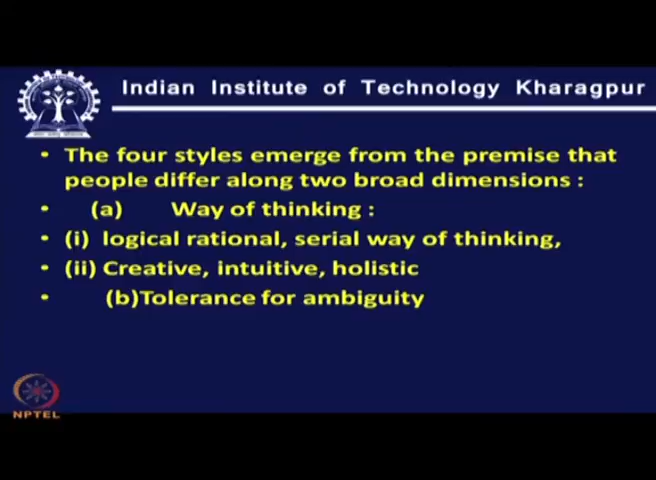 Indian Institute of Technology Kharagpur
• The four styles emerge from the premise that
people differ along two broad dimensions :
• (a) Way of thinking :
• (i) logical rational, serial way of thinking,
• (ii) Creative, intuitive, holistic
• (b)Tolerance for ambiguity
NPTEL